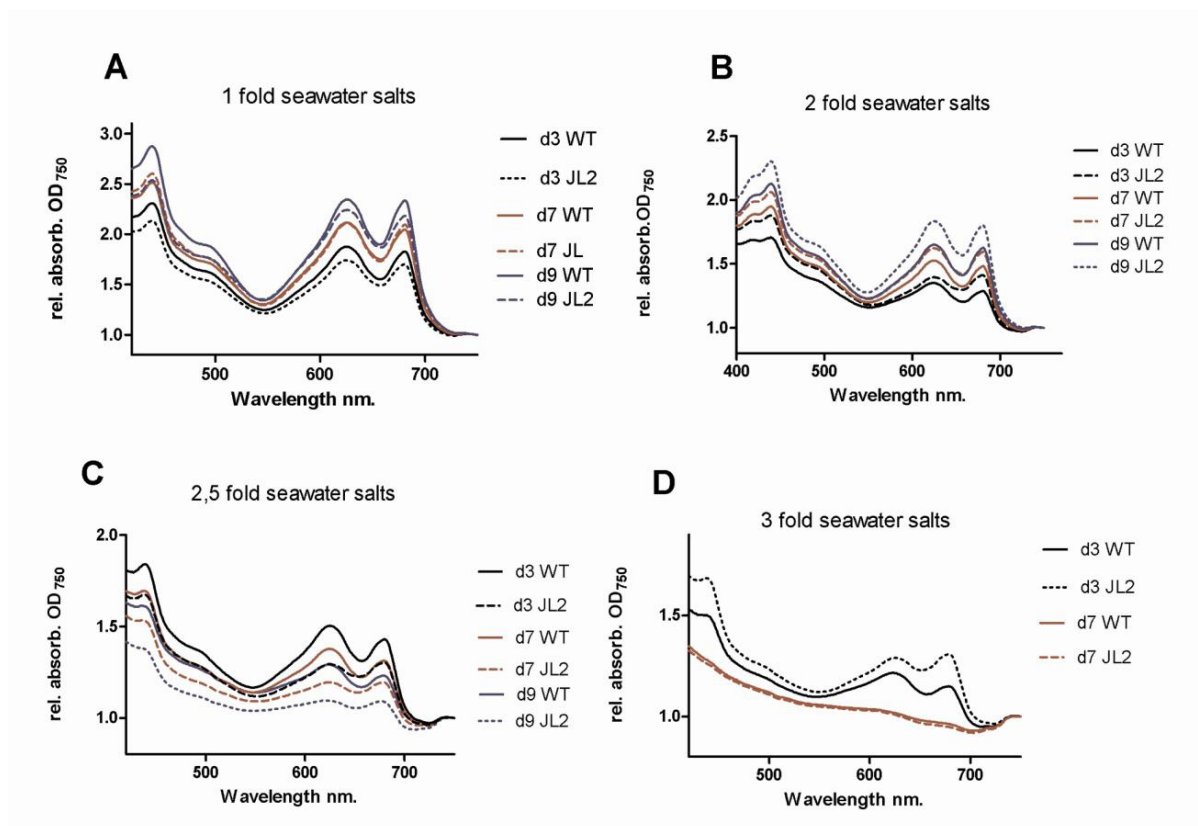 A
1 fold seawater salts
rel. absorb. OD750
3.0
2.5
2.0
1.5
1.0
500
600
700
Wavelength nm.
d3 WT
d3 JL2
d7 WT
d7 JL
d9 WT
d9 JL2
B
2 fold seawater salts
rel. absorb.OD750
2.5
2.0
1.5
1.0
400
500
600
700
Wavelength nm.
d3 WT
d3 JL2
d7 WT
d7 JL2
d9 WT
d9 JL2
C
2,5 fold seawater salts
rel. absorb. OD750
2.0
1.5
1.0
500
600
700
Wavelength nm.
d3 WT
d3 JL2
d7 WT
d7 JL2
d9 WT
d9 JL2
D
3 fold seawater salts
rel. absorb. OD750
1.5
1.0
500
600
700
Wavelength nm.
d3 WT
d3 JL2
d7 WT
d7 JL2